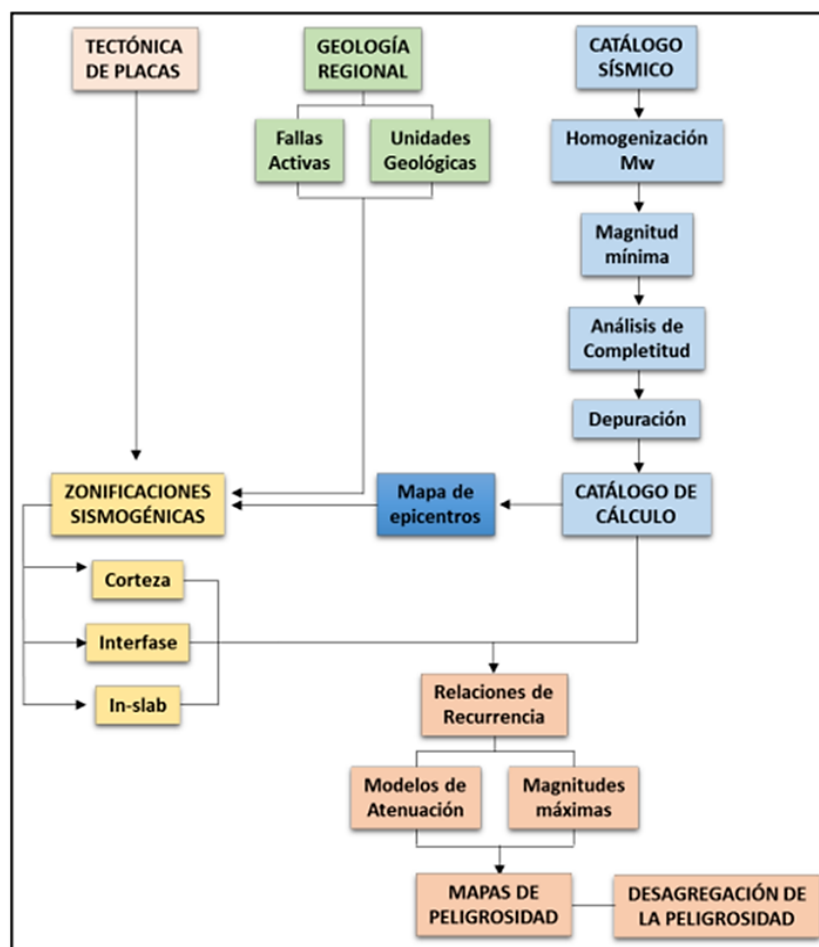 TECTÓNICA
DE PLACAS
GEOLOGÍA
REGIONAL
CATÁLOGO
SÍSMICO
Fallas
Activas
Unidades
Geológicas
Homogenización
Mw
Magnitud
mínima
Análisis de
Completitud
Depuración
ZONIFICACIONES
SISMOGÉNICAS
Mapa de
epicentros
CATÁLOGO DE
CÁLCULO
Corteza
Interfase
In-slab
Relaciones de
Recurrencia
Modelos de
Atenuación
Magnitudes
máximas
MAPAS DE
PELIGROSIDAD
DESAGREGACIÓN DE
LA PELIGROSIDAD